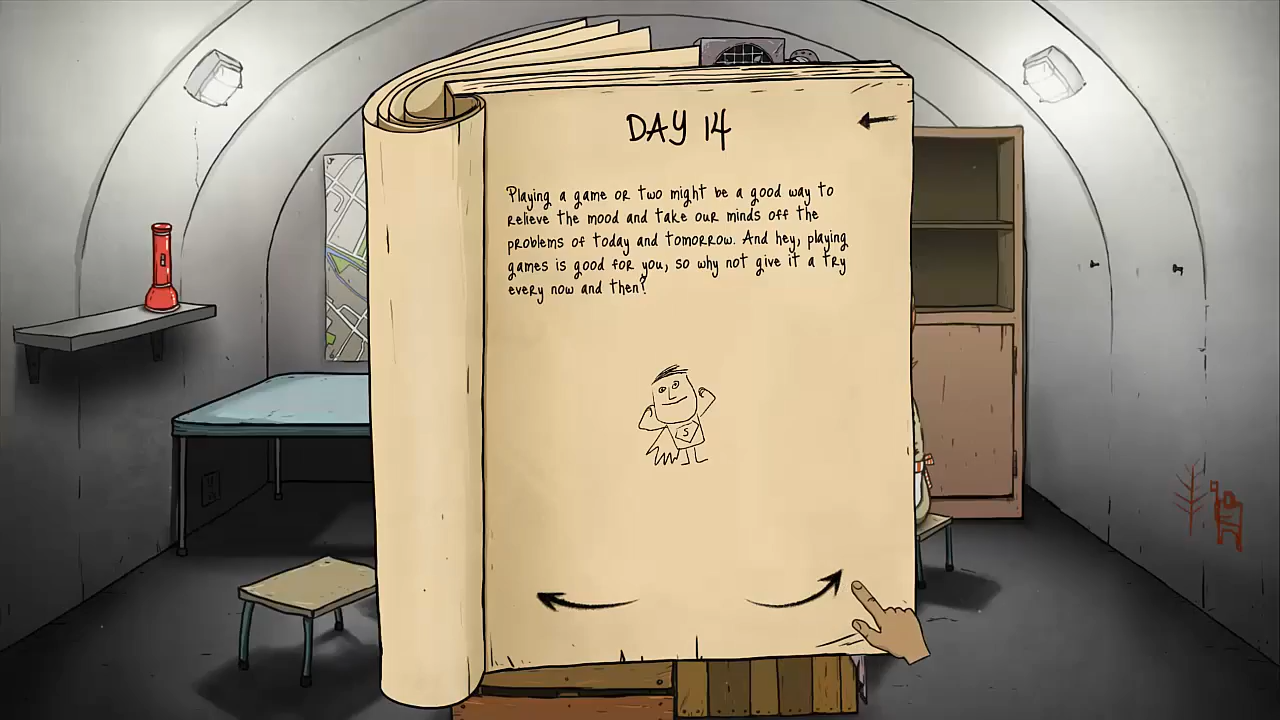 DAY 14
Playing a game or two might be a good way to
relieve the mood and take our minds off the
problems of today and tomorrow. And hey, playing
games is good for you, so why not give it a try
every now and then?
S